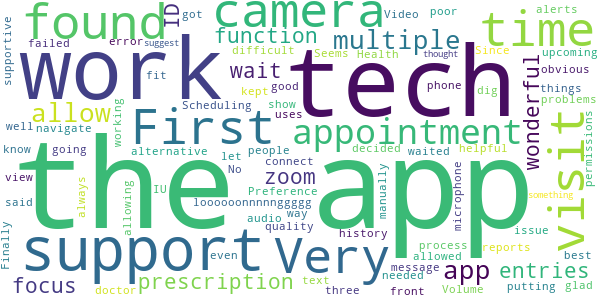 found
camera
ID
got
Video
poor
time
alerts
supportive
failed
error
suggest
function
multiple
difficult
Seems
Health
thought
Since
upcoming
work
tech
fit
wait
good
uses
kept
show
phone
dig
obvious
things
problems
wonderful
allow
Scheduling
First
appointment
visit
permissions
well
navigate
working
know
going
alternative
let
people
decided
waited
helpful
the app
view
always
allowing
IU
No
connect
zoom
Preference
manually
microphone
issue
said
loooooonnnnnggggg
audio
way
quality
history
process
reports
something
best
Finally
support
even
Very
needed
allowed
message
app
entries
focus
doctor
prescription
text
three
front
Volume
putting
glad